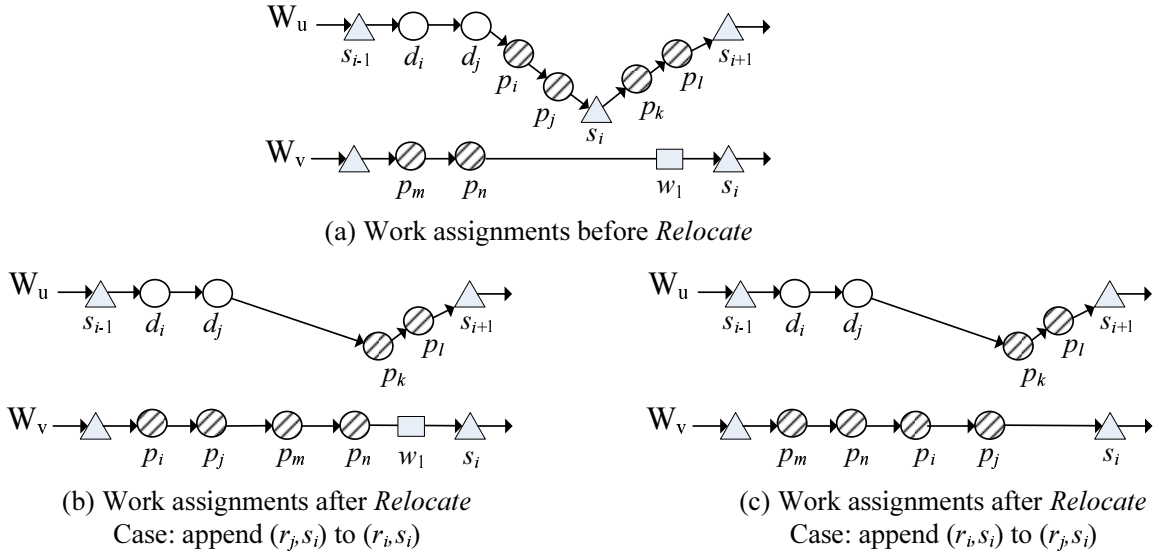 W_u s_{i-1} d_i d_j p_i p_j s_i p_k p_l s_{i+1}
W_v p_m p_n w_1 s_i
(a) Work assignments before Relocate
W_u s_{i-1} d_i d_j p_k p_l s_{i+1}
W_v p_i p_j p_m p_n w_1 s_i
(b) Work assignments after Relocate
Case: append (r_j,s_i) to (r_i,s_i)
W_u s_{i-1} d_i d_j p_k p_l s_{i+1}
W_v p_m p_n p_i p_j s_i
(c) Work assignments after Relocate
Case: append (r_i,s_i) to (r_j,s_i)